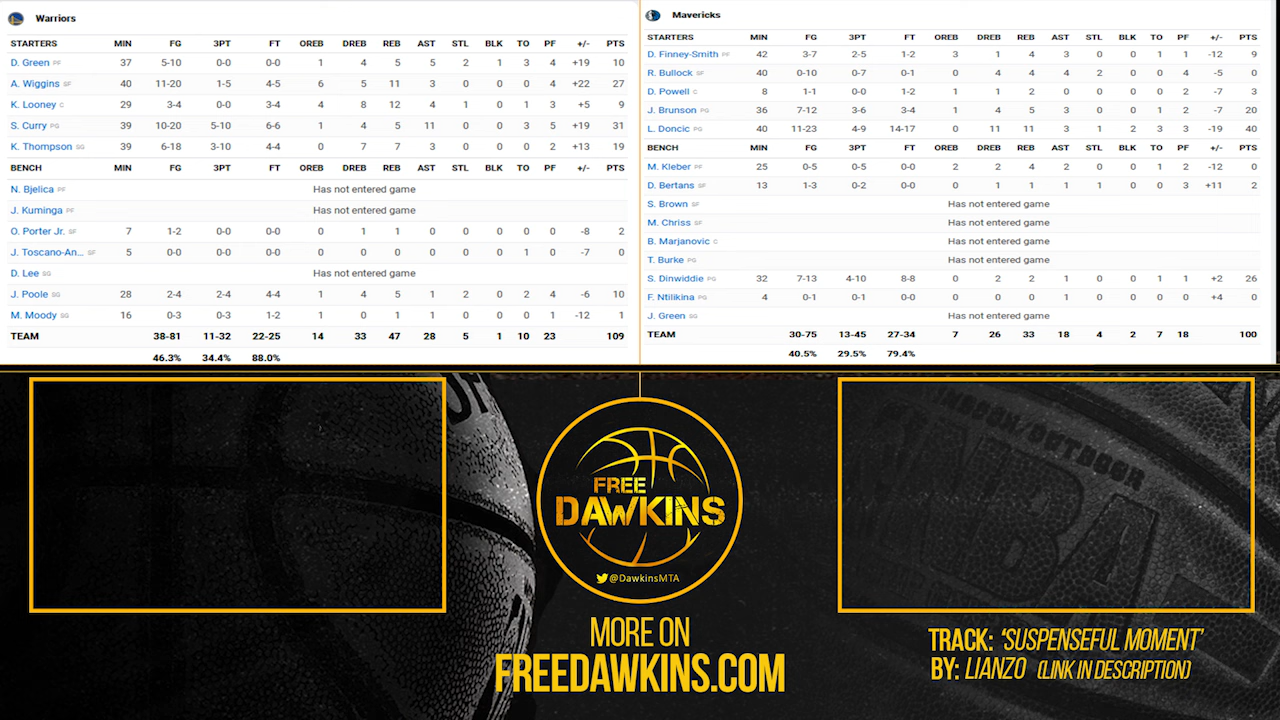 Warriors
STARTERS MIN FG 3PT FT OREB DREB REB AST STL BLK TO PF +/- PTS
D. Green PF 37 5-10 0-0 0-0 1 4 5 5 2 1 3 4 +19 10
A. Wiggins SF 40 11-20 1-5 4-5 6 5 11 3 0 0 0 4 +22 27
K. Looney C 29 3-4 0-0 3-4 4 8 12 4 1 0 1 3 +5 9
S. Curry PG 39 10-20 5-10 6-6 1 4 5 11 0 0 3 5 +19 31
K. Thompson SG 39 6-18 3-10 4-4 0 7 7 3 0 0 0 2 +13 19
BENCH MIN FG 3PT FT OREB DREB REB AST STL BLK TO PF +/- PTS
N. Bjelica PF Has not entered game
J. Kuminga PF Has not entered game
O. Porter Jr. SF 7 1-2 0-0 0-0 0 1 1 0 0 0 0 0 -8 2
J. Toscano-An... SF 5 0-0 0-0 0-0 0 0 0 0 0 0 1 0 -7 0
D. Lee SG Has not entered game
J. Poole SG 28 2-4 2-4 4-4 1 4 5 1 2 0 2 4 -6 10
M. Moody SG 16 0-3 0-3 1-2 1 0 1 1 0 0 0 1 -12 1
TEAM 38-81 11-32 22-25 14 33 47 28 5 1 10 23 109
46.3% 34.4% 88.0%
Mavericks
STARTERS MIN FG 3PT FT OREB DREB REB AST STL BLK TO PF +/- PTS
D. Finney-Smith PF 42 3-7 2-5 1-2 3 1 4 3 0 0 1 1 -12 9
R. Bullock SF 40 0-10 0-7 0-1 0 4 4 4 2 0 0 4 -5 0
D. Powell C 8 1-1 0-0 1-2 0 1 1 2 0 0 0 2 -7 3
J. Brunson PG 36 7-12 3-6 3-4 1 4 5 3 0 0 1 2 -7 20
L. Doncic PG 40 11-23 4-9 14-17 0 11 11 3 1 2 3 3 -19 40
BENCH MIN FG 3PT FT OREB DREB REB AST STL BLK TO PF +/- PTS
M. Kleber PF 25 0-5 0-5 0-0 2 2 4 2 0 0 1 2 -12 0
D. Bertans SF 13 1-3 0-2 0-0 0 1 1 1 1 0 0 3 +11 2
S. Brown SF Has not entered game
M. Chriss SF Has not entered game
B. Marjanovic C Has not entered game
T. Burke PG Has not entered game
S. Dinwiddie PG 32 7-13 4-10 8-8 0 2 2 1 0 0 1 1 +2 26
F. Ntilikina PG 4 0-1 0-1 0-0 0 0 0 1 0 0 0 0 +4 0
J. Green SG Has not entered game
TEAM 30-75 13-45 27-34 7 26 33 18 4 2 7 18 100
40.5% 29.5% 79.4%
INDOOR/OUTDOOR
FREE
DAWKINS
@DawkinsMTA
MORE ON
FREEDAWKINS.COM
TRACK: 'SUSPENSEFUL MOMENT'
BY: LIANZO (LINK IN DESCRIPTION)